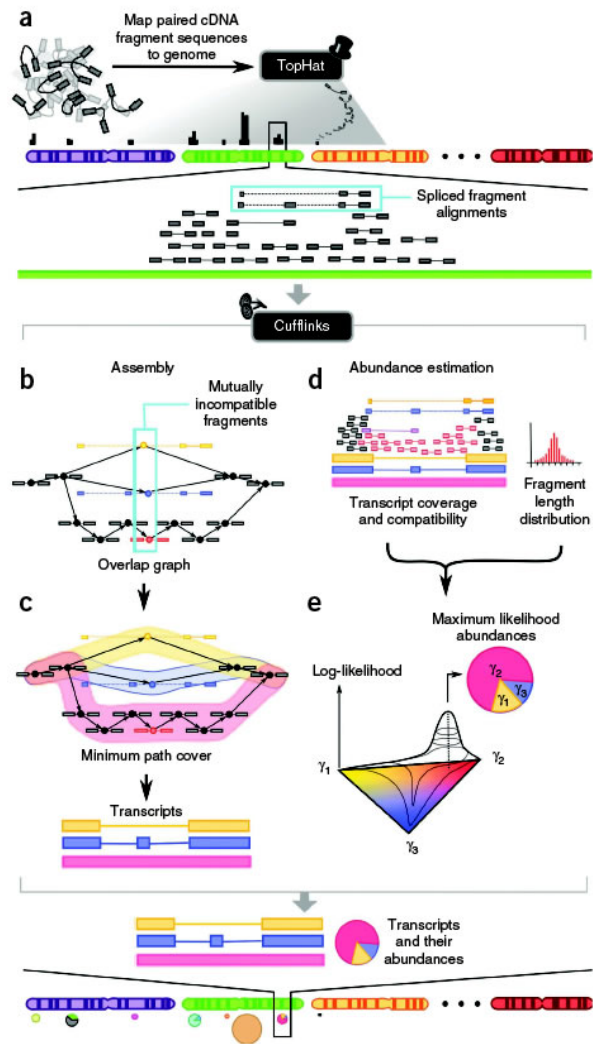 a
Map paired cDNA
fragment sequences
to genome
TopHat
Spliced fragment
alignments
Cufflinks
b
Assembly
Mutually
incompatible
fragments
Overlap graph
d
Abundance estimation
Transcript coverage
and compatibility
Fragment
length
distribution
c
Minimum path cover
Transcripts
e
Maximum likelihood
abundances
Log-likelihood
γ2
γ3
γ1
γ1
γ2
γ3
Transcripts
and their
abundances